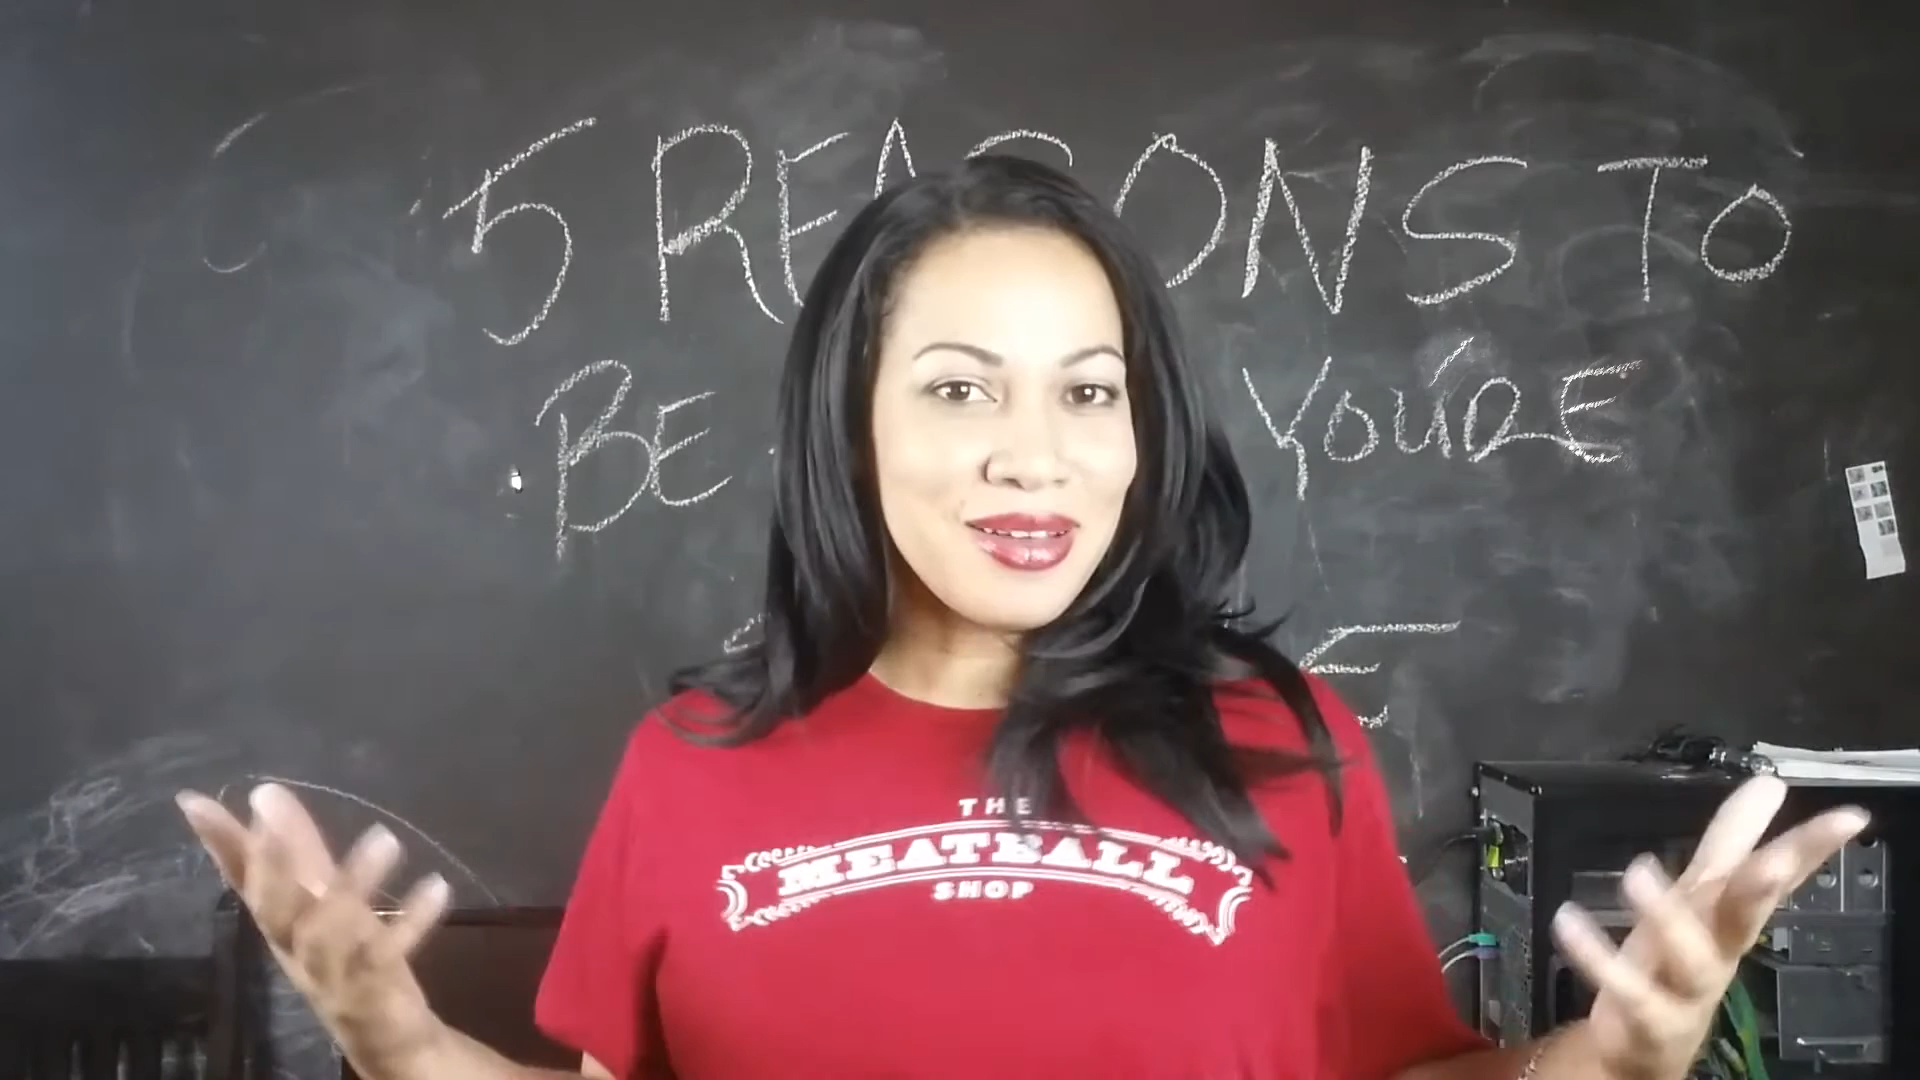 5 REASONS TO
BE YOU'RE
THE
MEATBALL
SHOP